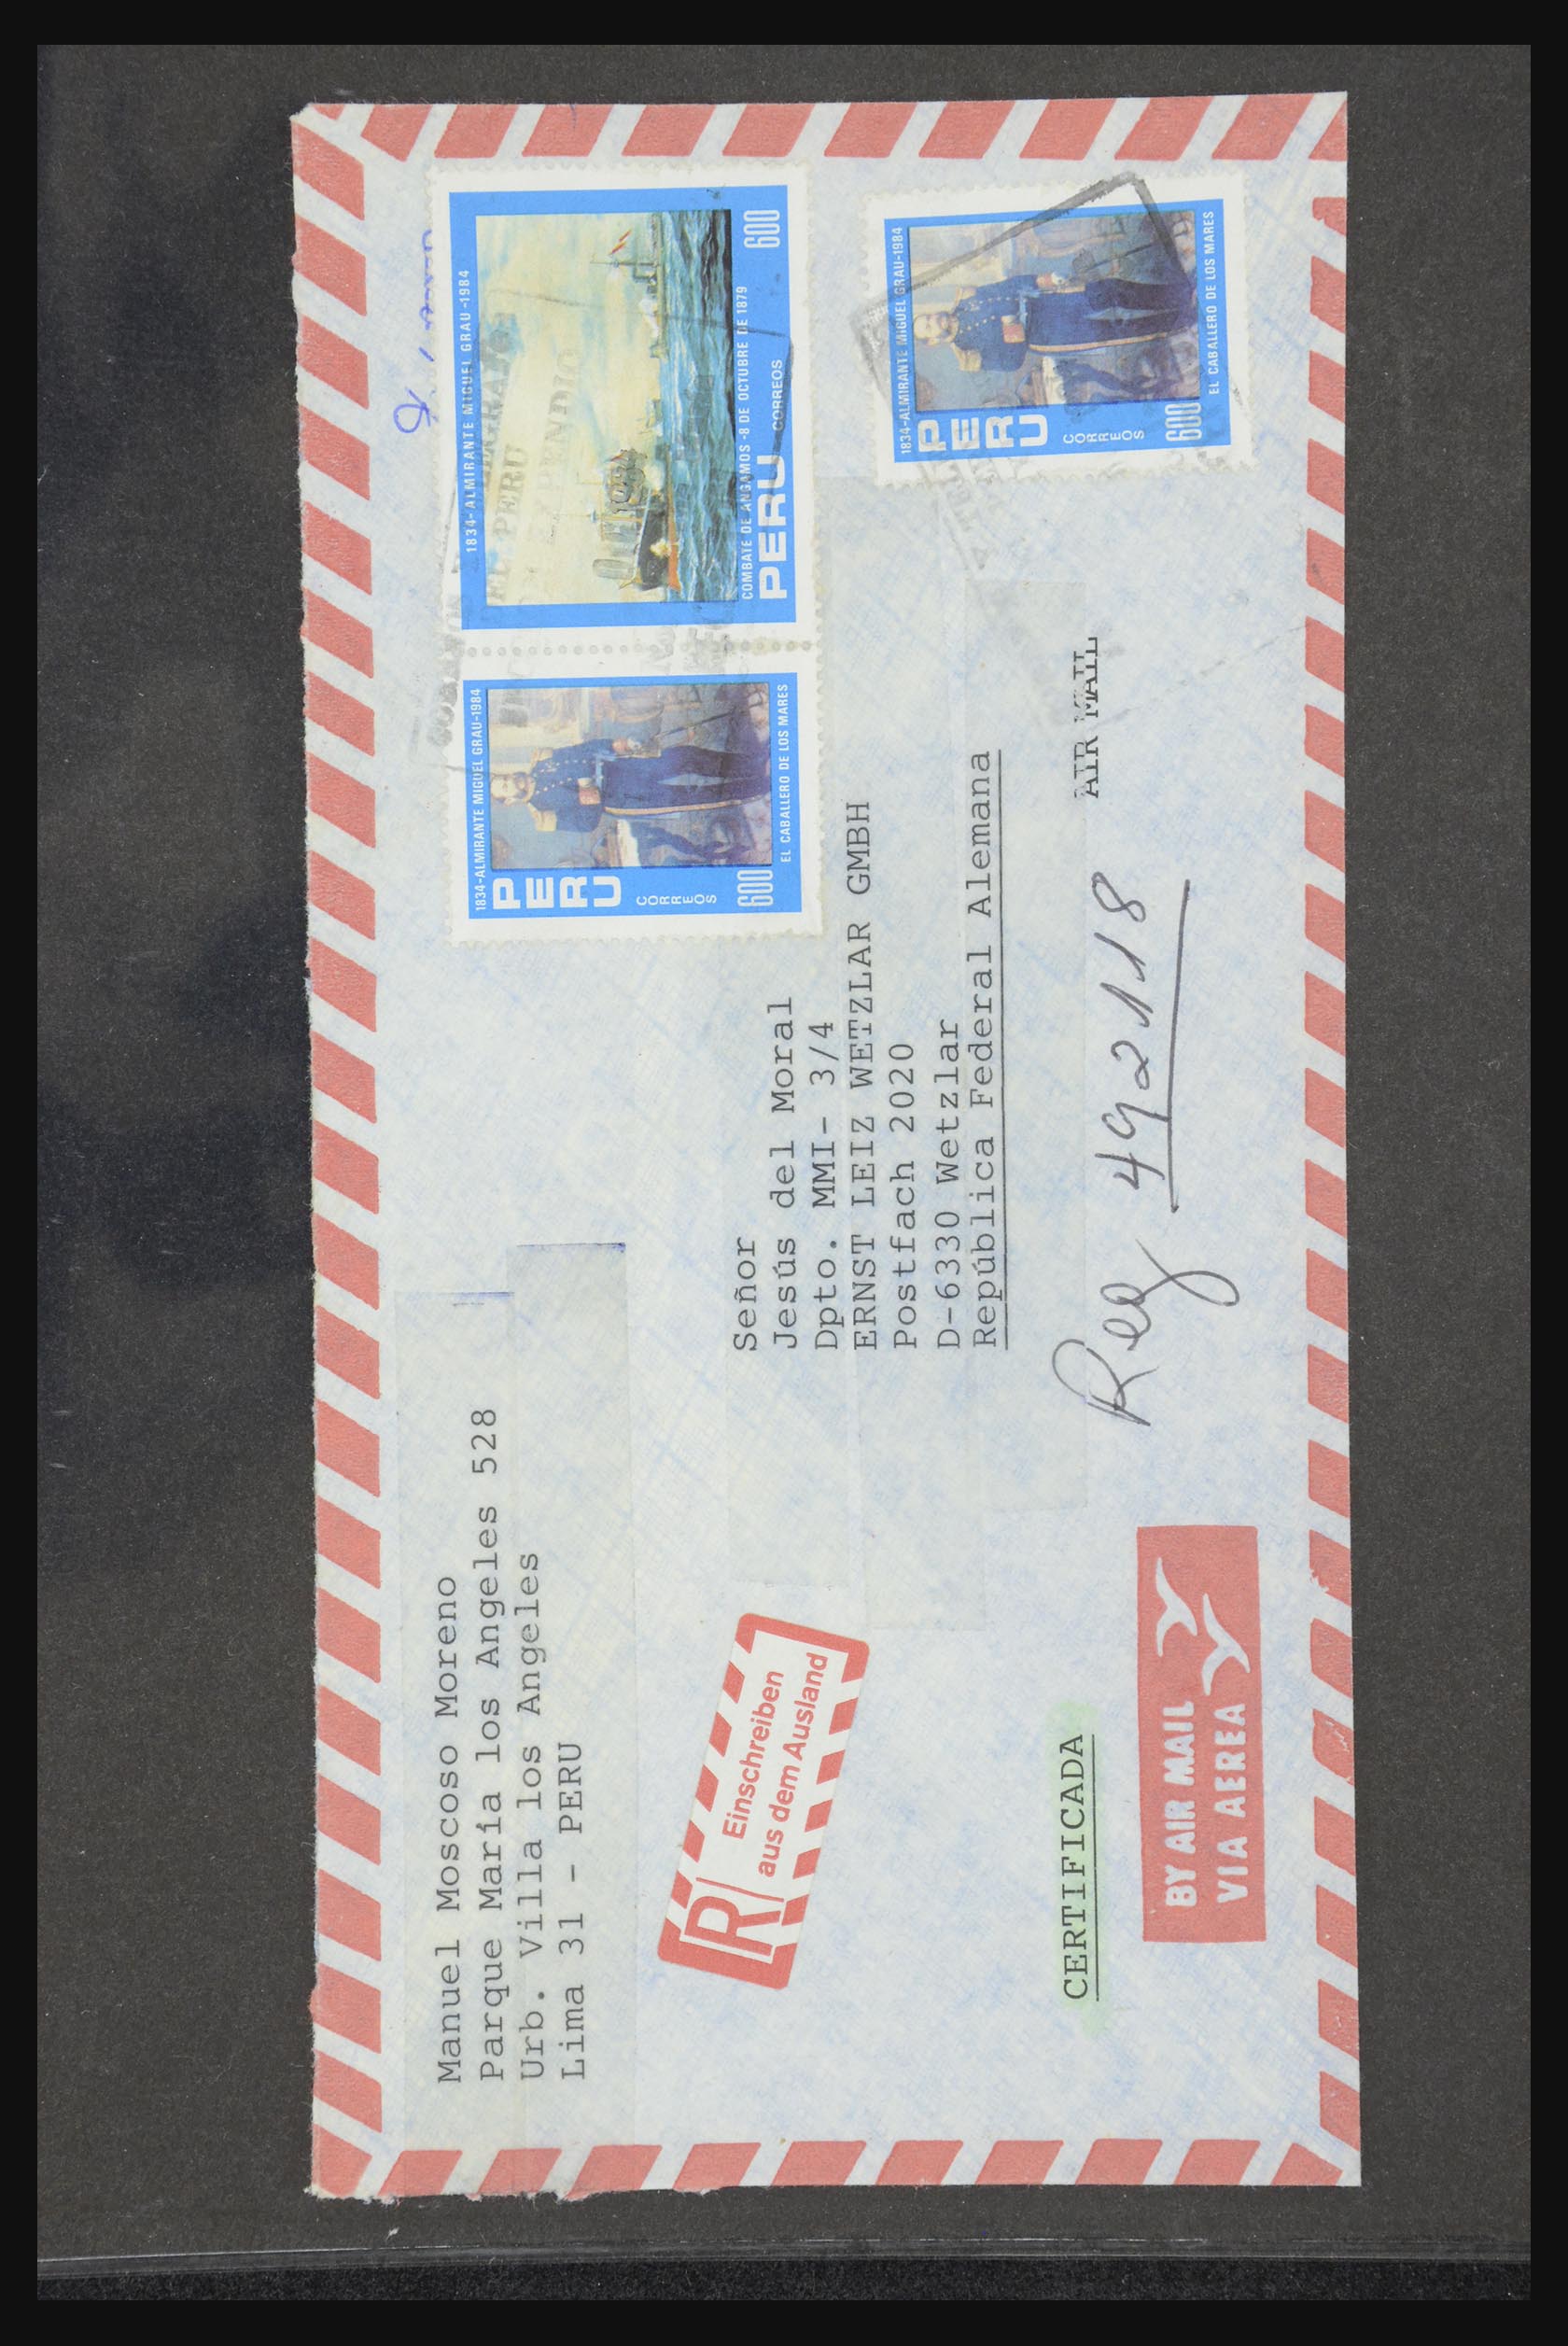 Manuel Moscoso Moreno
Parque María los Angeles 528
Urb. Villa los Angeles
Lima 31 - PERU
1834-ALMIRANTE MIGUEL GRAU-1984
PERU
CORREOS
600
EL CABALLERO DE LOS MARES
1834-ALMIRANTE MIGUEL GRAU-1984
COMBATE DE ANGAMOS-8 DE OCTUBRE DE 1879
PERU CORREOS
600
EL PERU
EXPENDIO
1834-ALMIRANTE MIGUEL GRAU-1984
PERU
CORREOS
600
EL CABALLERO DE LOS MARES
R
Einschreiben
aus dem Ausland
Señor
Jesús del Moral
Dpto. MMI- 3/4
ERNST LEIZ WETZLAR GMBH
Postfach 2020
D-6330 Wetzlar
República Federal Alemana
CERTIFICADA
AIR MAIL
Reg 492118
BY AIR MAIL
VIA AEREA